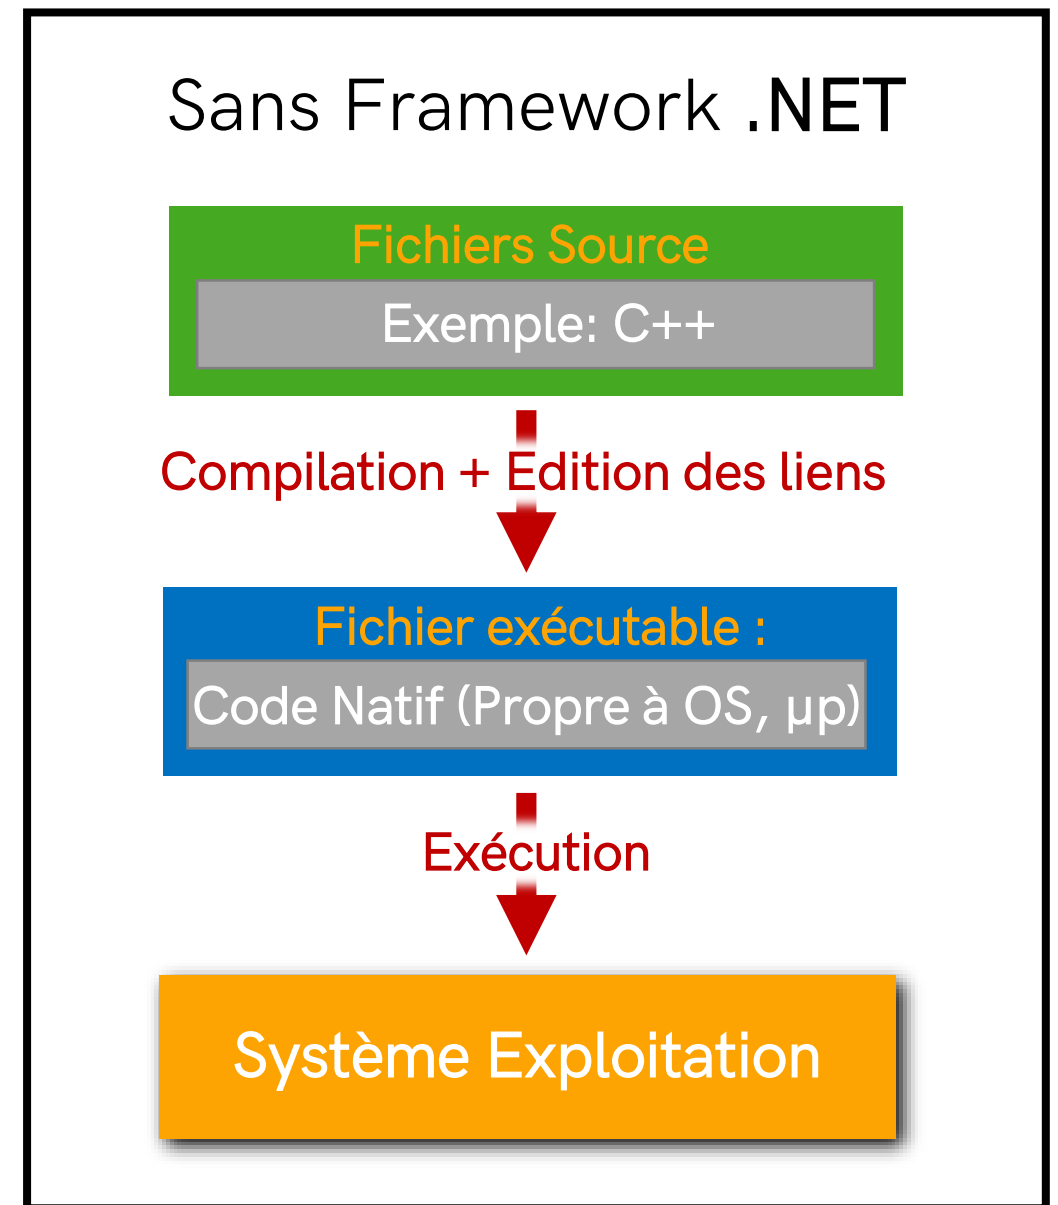 Sans Framework .NET
Fichiers Source
Exemple: C++
Compilation + Edition des liens
Fichier exécutable :
Code Natif (Propre à OS, µp)
Exécution
Système Exploitation